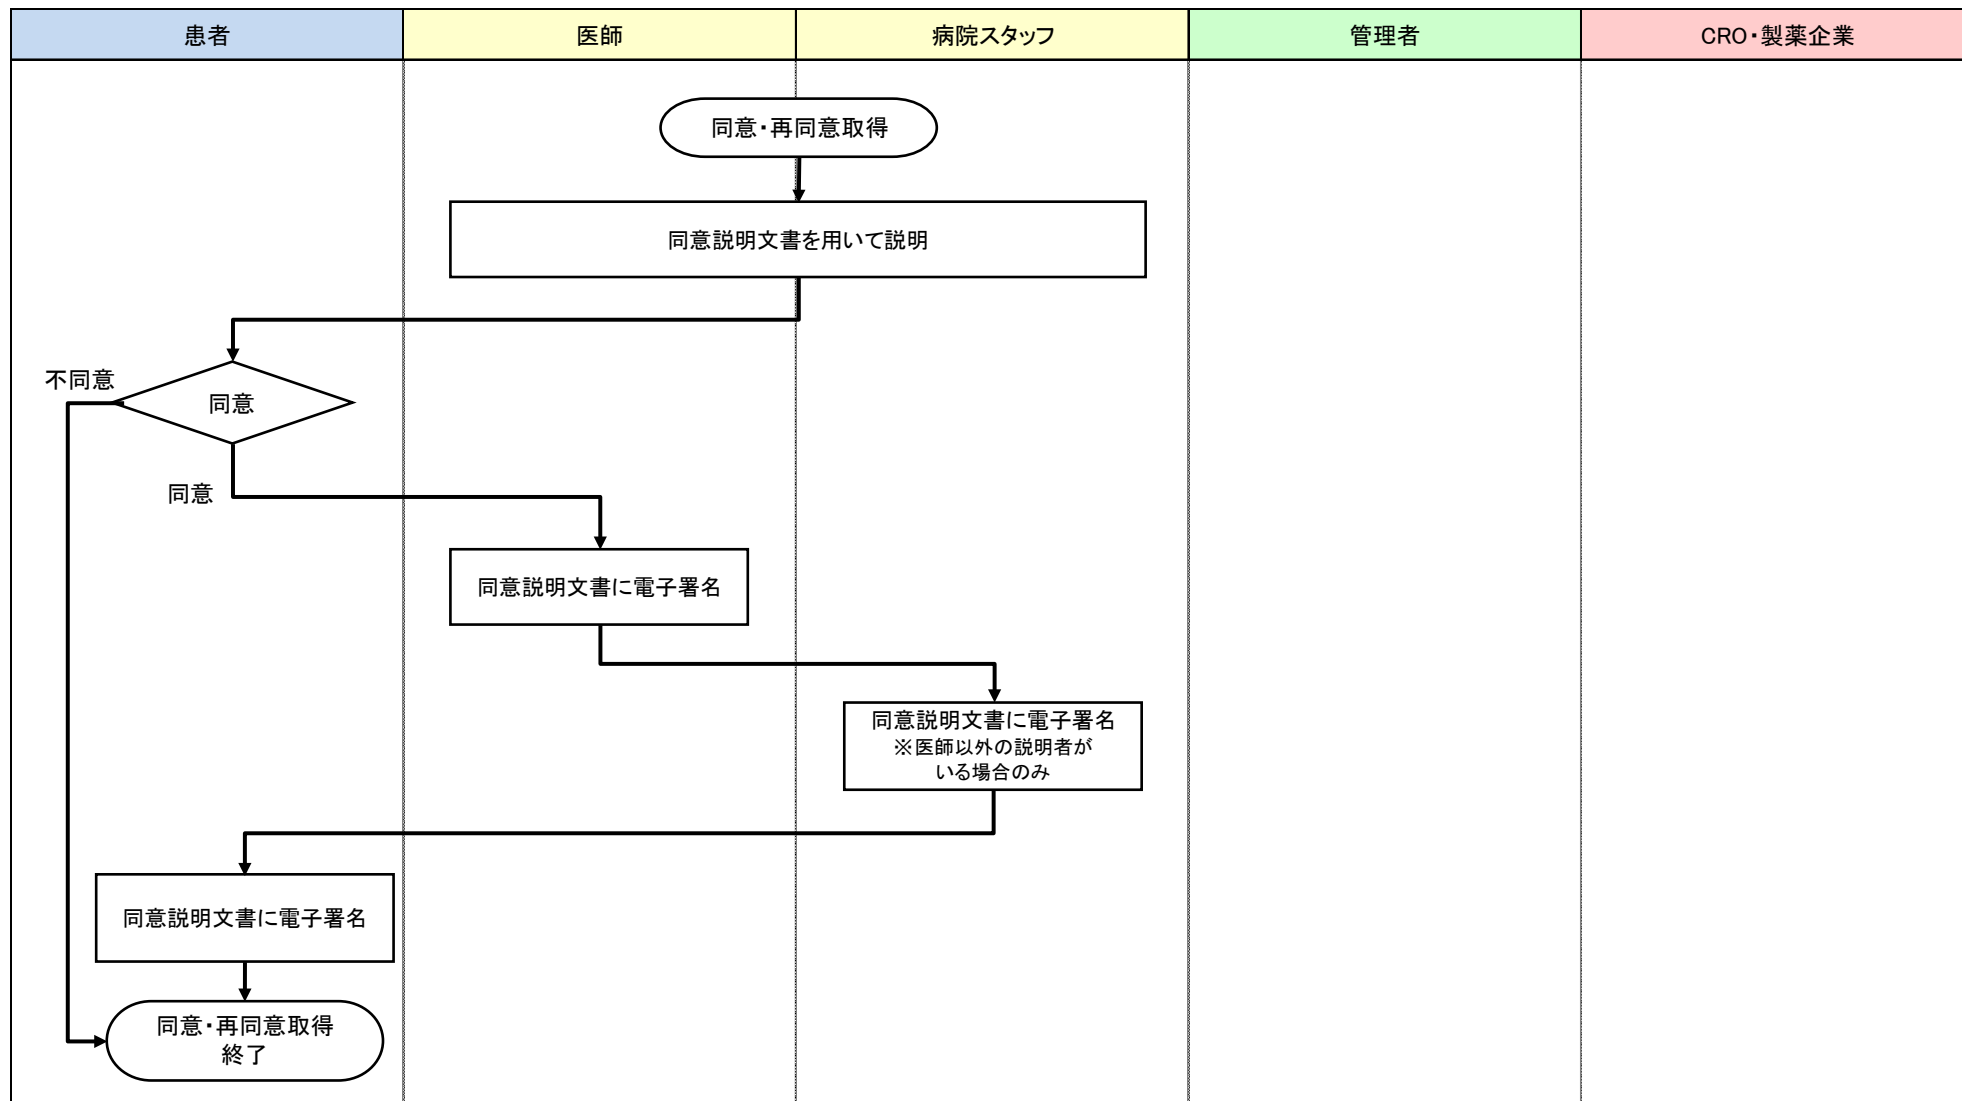 患者
医師
病院スタッフ
管理者
CRO・製薬企業
同意・再同意取得
同意説明文書を用いて説明
不同意
同意
同意
同意説明文書に電子署名
同意説明文書に電子署名
※医師以外の説明者が
いる場合のみ
同意説明文書に電子署名
同意・再同意取得
終了